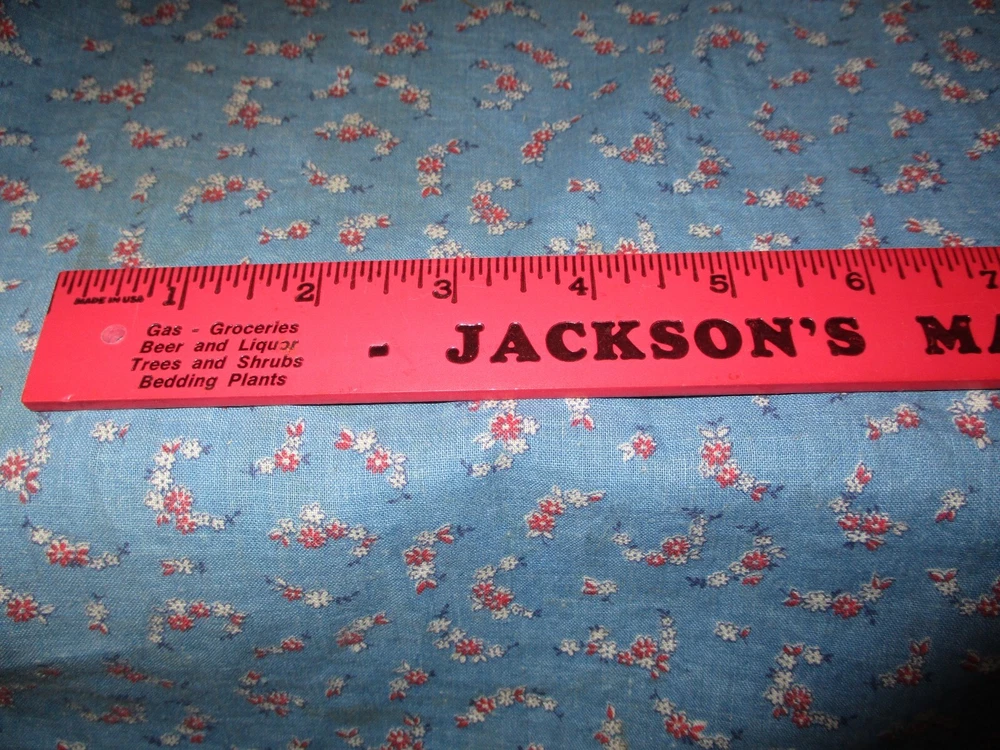 1 2 3 4 5 6 7
MADE IN USA
Gas - Groceries
Beer and Liquor
Trees and Shrubs
Bedding Plants
- JACKSON'S MA